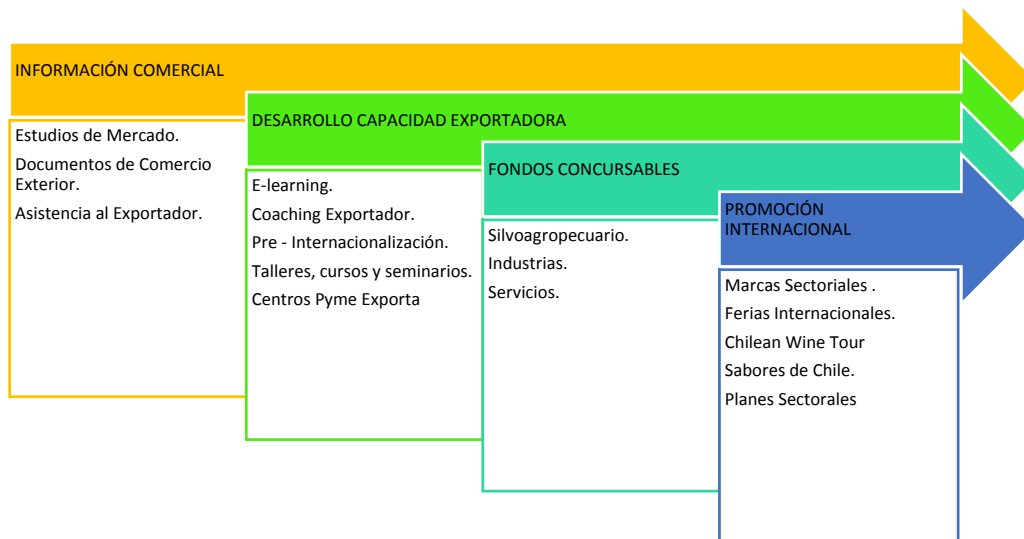 INFORMACIÓN COMERCIAL
Estudios de Mercado.
Documentos de Comercio
Exterior.
Asistencia al Exportador.
DESARROLLO CAPACIDAD EXPORTADORA
E-learning.
Coaching Exportador.
Pre - Internacionalización.
Talleres, cursos y seminarios.
Centros Pyme Exporta
FONDOS CONCURSABLES
Silvoagropecuario.
Industrias.
Servicios.
PROMOCIÓN
INTERNACIONAL
Marcas Sectoriales .
Ferias Internacionales.
Chilean Wine Tour
Sabores de Chile.
Planes Sectorales